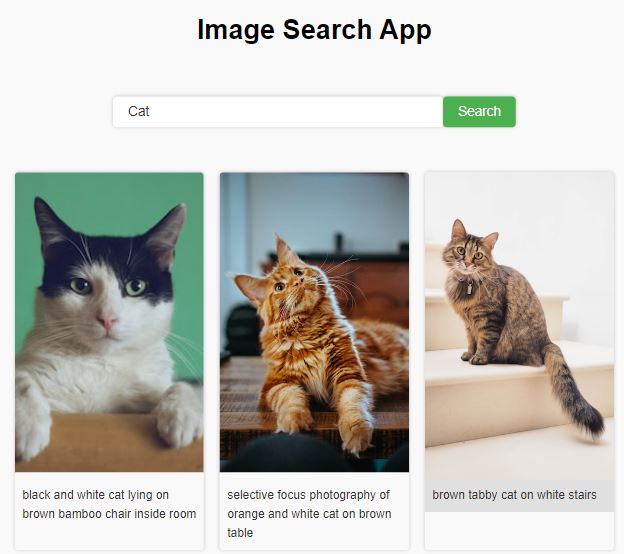 Image Search App
Cat
Search
black and white cat lying on
brown bamboo chair inside room
selective focus photography of
orange and white cat on brown
table
brown tabby cat on white stairs